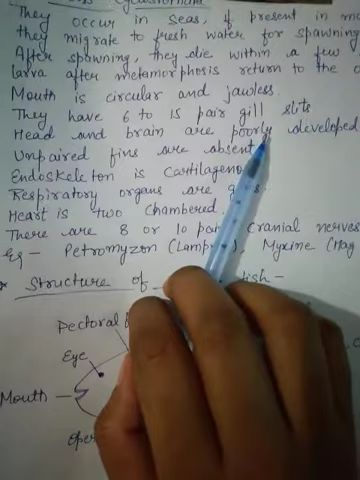 They occur in seas, if present in
they migrate to fresh water for spawning
After spawning, they die within a few
larva after metamorphosis return to the
Mouth is circular and jawless.
They have 6 to 15 pair gill slits
Head and brain are poorly developed
Unpaired fins are absent
Endoskeleton is Cartilageno
Respiratory organs are
Heart is two chambered.
There are 8 or 10 Cranial nerves
Eg - Petromyzon (Lamp Myxine (Hag
Structure of
Pectoral
Eye
Mouth
Oper